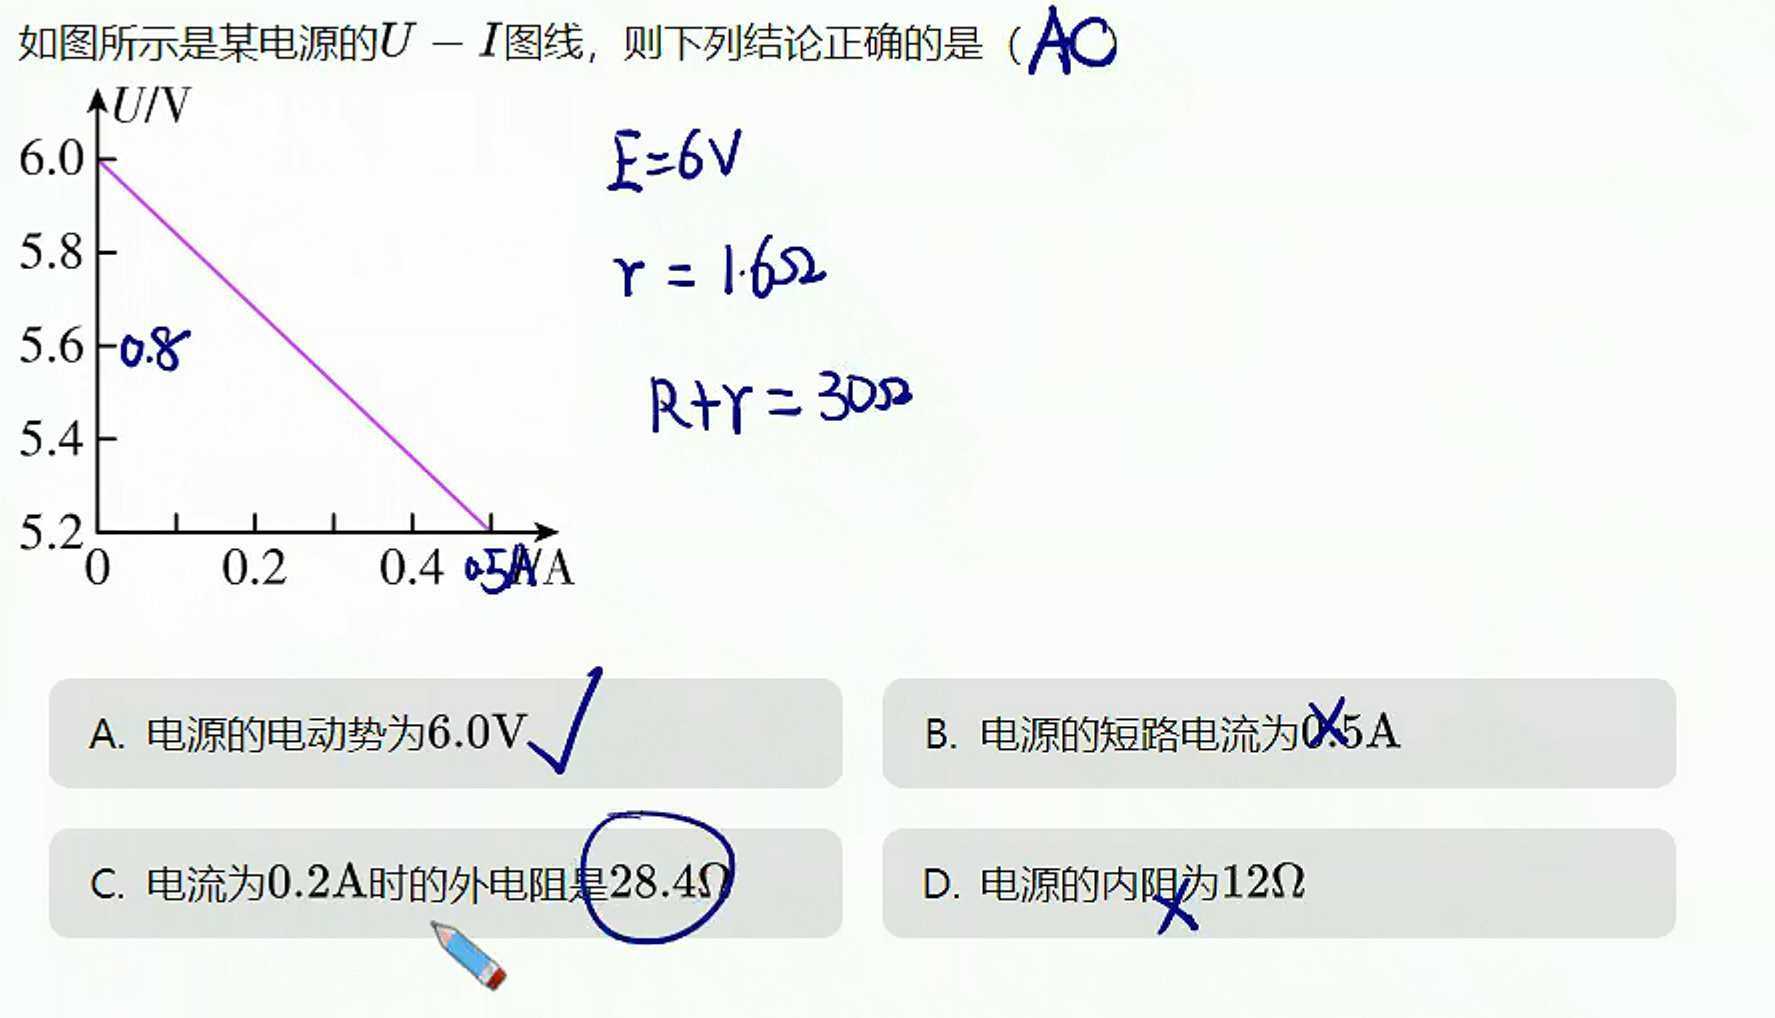 如图所示是某电源的U − I图线，则下列结论正确的是（AC）
U/V
6.0
E=6V
5.8
r = 1.6Ω
5.6
0.8
R+r = 30Ω
5.4
5.2
0 0.2 0.4 0.5A /A
A. 电源的电动势为6.0V
B. 电源的短路电流为0.5A
C. 电流为0.2A时的外电阻是28.4Ω
D. 电源的内阻为12Ω